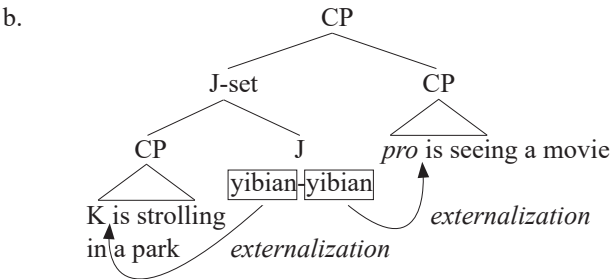 b.
CP
J-set CP
CP J pro is seeing a movie
yibian-yibian
K is strolling externalization
in a park externalization